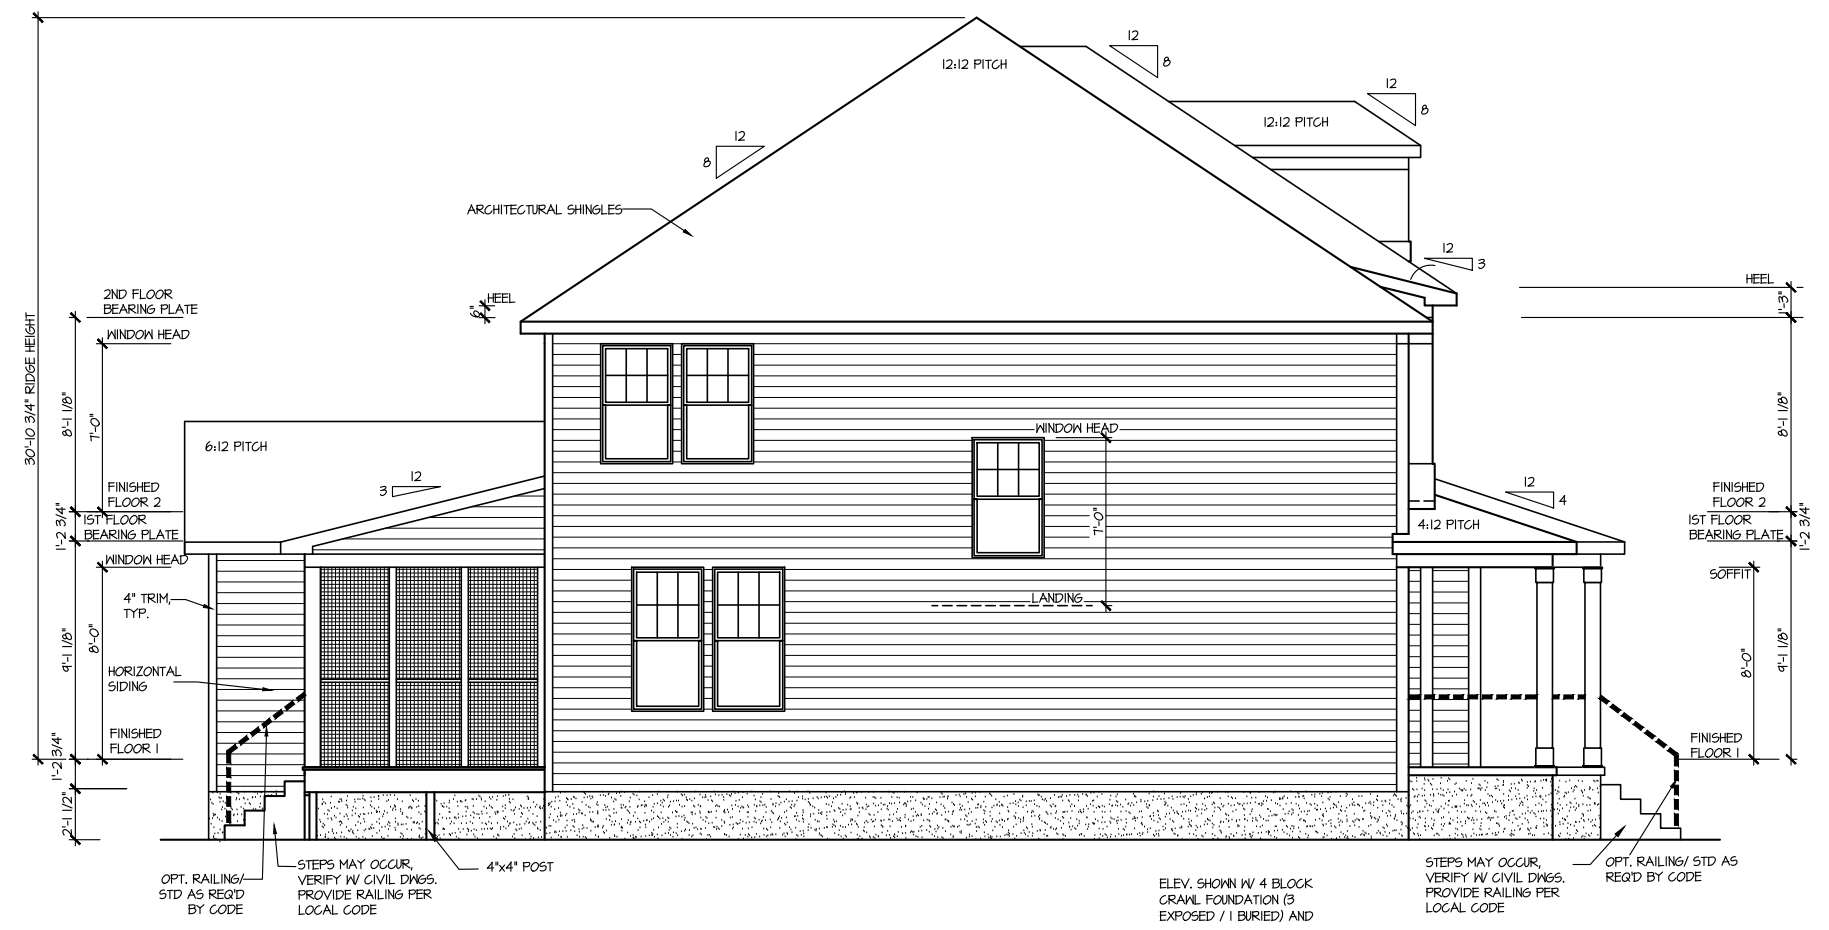 12
8
12:12 PITCH
12
8
12:12 PITCH
12
8
ARCHITECTURAL SHINGLES
12
3
HEEL
6"
HEEL
1'-3"
2ND FLOOR
BEARING PLATE
WINDOW HEAD
30'-10 3/4" RIDGE HEIGHT
8'-1 1/8"
7'-0"
8'-1 1/8"
6:12 PITCH
12
3
WINDOW HEAD
7'-0"
LANDING
12
4
4:12 PITCH
FINISHED
FLOOR 2
1'-2 3/4"
1ST FLOOR
BEARING PLATE
WINDOW HEAD
FINISHED
FLOOR 2
1ST FLOOR
BEARING PLATE
1'-2 3/4"
SOFFIT
4" TRIM,
TYP.
9'-1 1/8"
8'-0"
8'-0"
9'-1 1/8"
HORIZONTAL
SIDING
FINISHED
FLOOR 1
1'-2 3/4"
2'-1 1/2"
FINISHED
FLOOR 1
OPT. RAILING/
STD AS REQ'D
BY CODE
STEPS MAY OCCUR,
VERIFY W/ CIVIL DWGS.
PROVIDE RAILING PER
LOCAL CODE
4"x4" POST
ELEV. SHOWN W/ 4 BLOCK
CRAWL FOUNDATION (3
EXPOSED / 1 BURIED) AND
STEPS MAY OCCUR,
VERIFY W/ CIVIL DWGS.
PROVIDE RAILING PER
LOCAL CODE
OPT. RAILING/ STD AS
REQ'D BY CODE